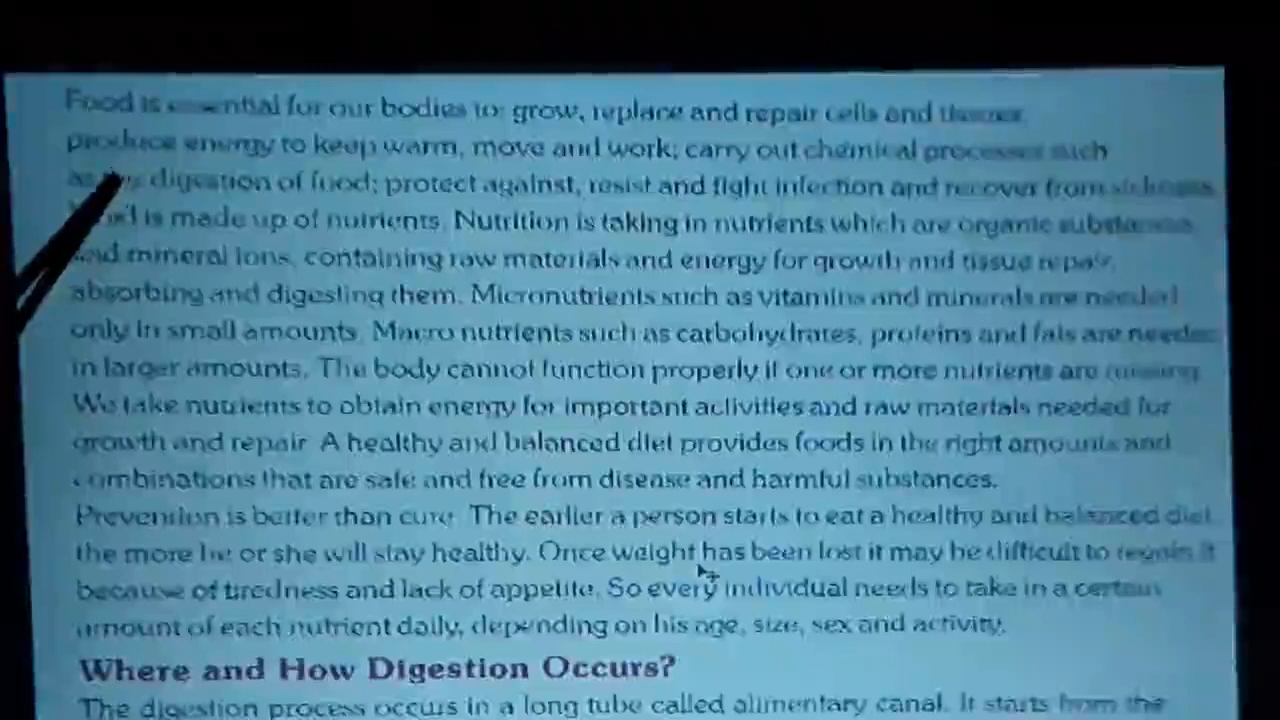 Food is essential for our bodies to: grow, replace and repair cells and tissues
produce energy to keep warm, move and work; carry out chemical processes such
as the digestion of food; protect against, resist and fight infection and recover from sickness
Food is made up of nutrients. Nutrition is taking in nutrients which are organic substances
and mineral ions, containing raw materials and energy for growth and tissue repair,
absorbing and digesting them. Micronutrients such as vitamins and minerals are needed
only in small amounts. Macro nutrients such as carbohydrates, proteins and fats are needed
in larger amounts. The body cannot function properly if one or more nutrients are missing
We take nutrients to obtain energy for important activities and raw materials needed for
growth and repair. A healthy and balanced diet provides foods in the right amounts and
combinations that are safe and free from disease and harmful substances.
Prevention is better than cure. The earlier a person starts to eat a healthy and balanced diet
the more he or she will stay healthy. Once weight has been lost it may be difficult to regain it
because of tiredness and lack of appetite. So every individual needs to take in a certain
amount of each nutrient daily, depending on his age, size, sex and activity.
Where and How Digestion Occurs?
The digestion process occurs in a long tube called alimentary canal. It starts from the